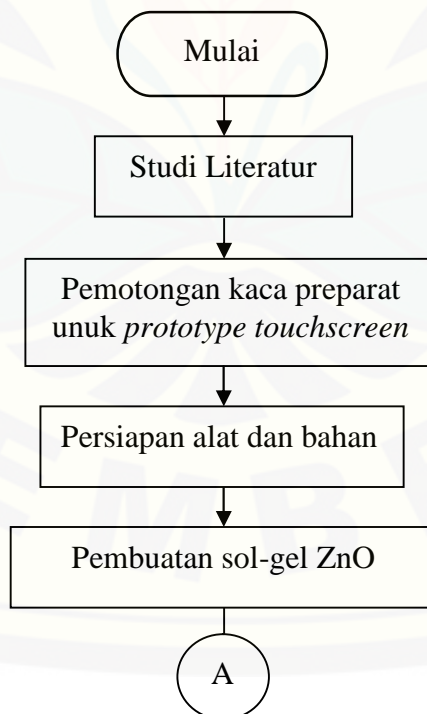 Mulai
Studi Literatur
Pemotongan kaca preparat
unuk prototype touchscreen
Persiapan alat dan bahan
Pembuatan sol-gel ZnO
A